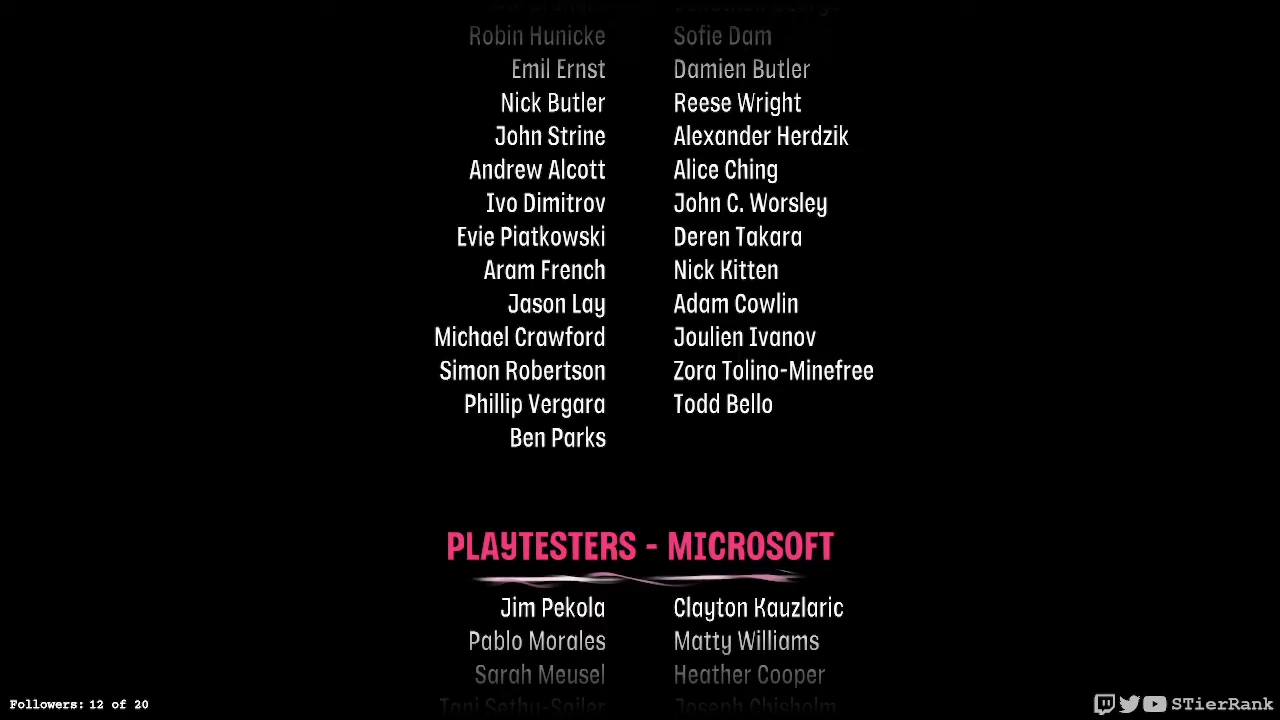 Robin Hunicke Sofie Dam
Emil Ernst Damien Butler
Nick Butler Reese Wright
John Strine Alexander Herdzik
Andrew Alcott Alice Ching
Ivo Dimitrov John C. Worsley
Evie Piatkowski Deren Takara
Aram French Nick Kitten
Jason Lay Adam Cowlin
Michael Crawford Joulien Ivanov
Simon Robertson Zora Tolino-Minefree
Phillip Vergara Todd Bello
Ben Parks
PLAYTESTERS - MICROSOFT
Jim Pekola Clayton Kauzlaric
Pablo Morales Matty Williams
Sarah Meusel Heather Cooper
Joseph Chisholm
Followers: 12 of 20
STierRank